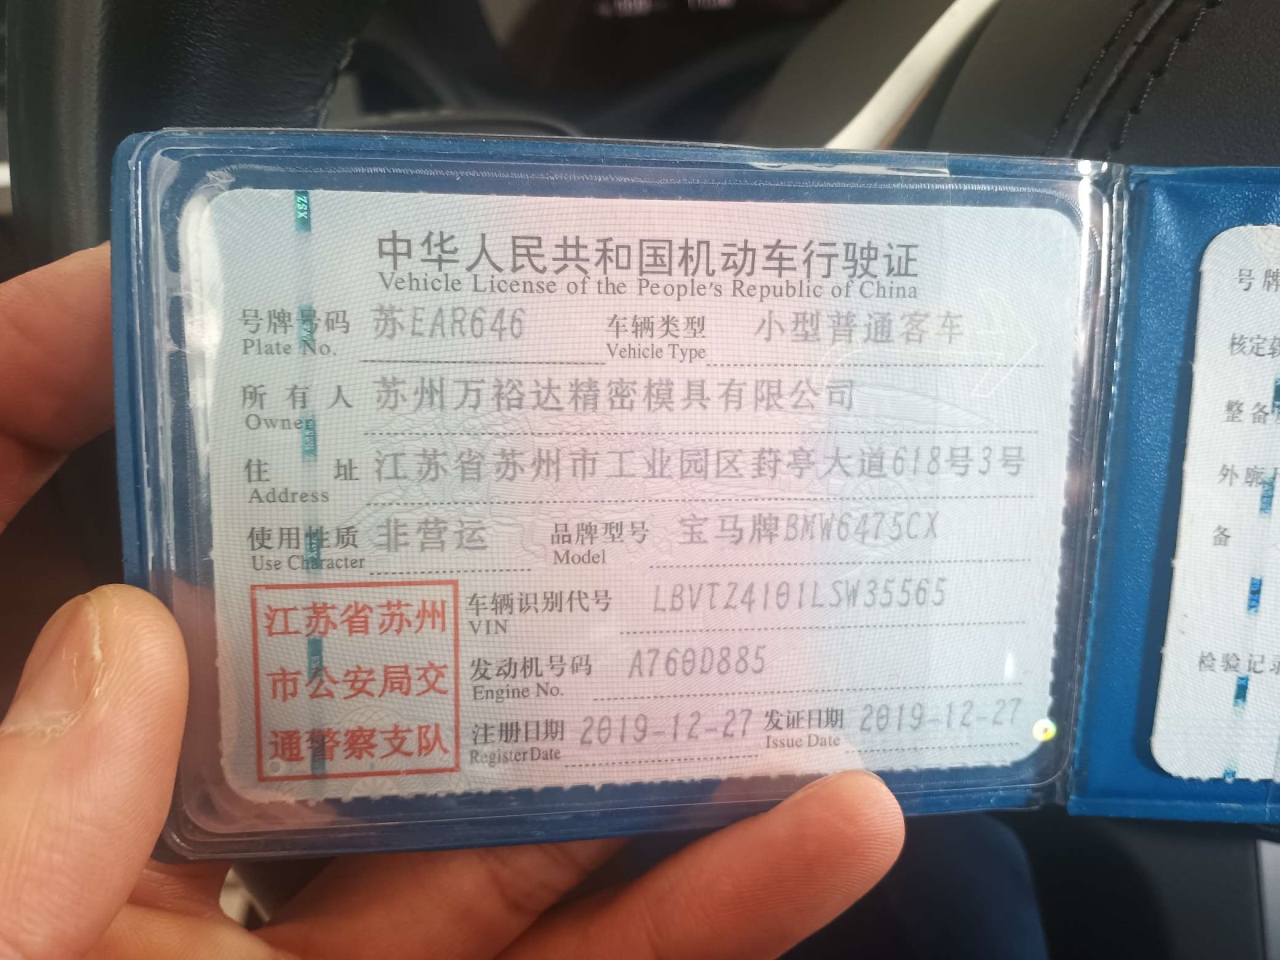 中华人民共和国机动车行驶证
Vehicle License of the People's Republic of China
号牌号码 苏EAR646 车辆类型 小型普通客车
Plate No. Vehicle Type
所有人 苏州万裕达精密模具有限公司
Owner
住址 江苏省苏州市工业园区葑亭大道618号3号
Address
使用性质 非营运 品牌型号 宝马牌BMW6475CX
Use Character Model
江苏省苏州
市公安局交
通警察支队
车辆识别代号 LBVTZ4101LSW35565
VIN
发动机号码 A760D885
Engine No.
注册日期 2019-12-27 发证日期 2019-12-27
Register Date Issue Date
号牌
核定
整备
外廓
备
检验记录